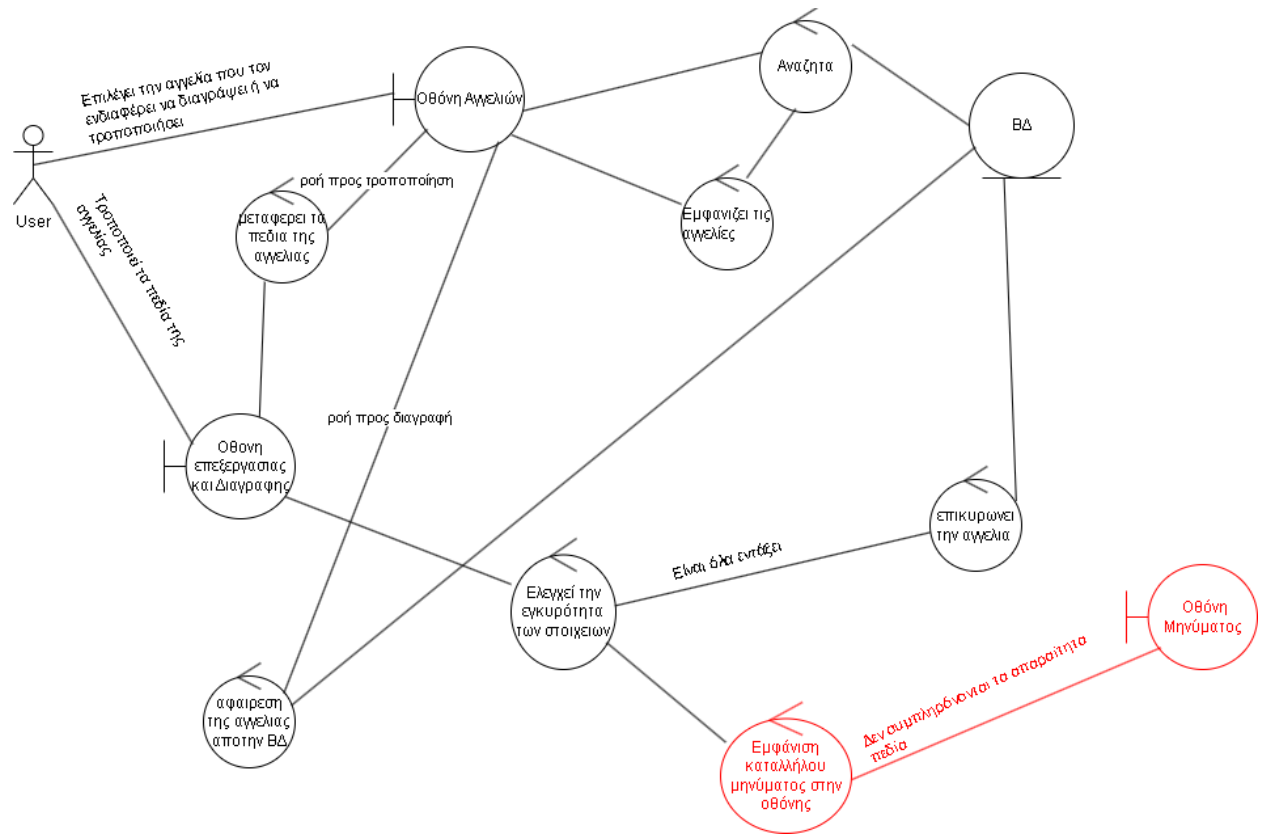 Επιλέγει την αγγελία που τον
ενδιαφέρει να διαγράψει ή να
τροποποιήσει
Οθόνη Αγγελιών
Αναζητα
ΒΔ
User
ροή προς τροποποίηση
μεταφερει τα
πεδια της
αγγελιας
Εμφανιζει τις
αγγελίες
Τροποποιεί τα πεδία της
αγγελίας
ροή προς διαγραφή
Οθονη
επεξεργασιας
και Διαγραφης
επικυρωνει
την αγγελια
Είναι όλα εντάξει
Ελεγχεί την
εγκυρότητα
των στοιχειων
Οθόνη
Μηνύματος
αφαιρεση
της αγγελιας
αποτην ΒΔ
Δεν συμπληρώνονται τα απαραίτητα
πεδία
Εμφάνιση
καταλλήλου
μηνύματος στην
οθόνης